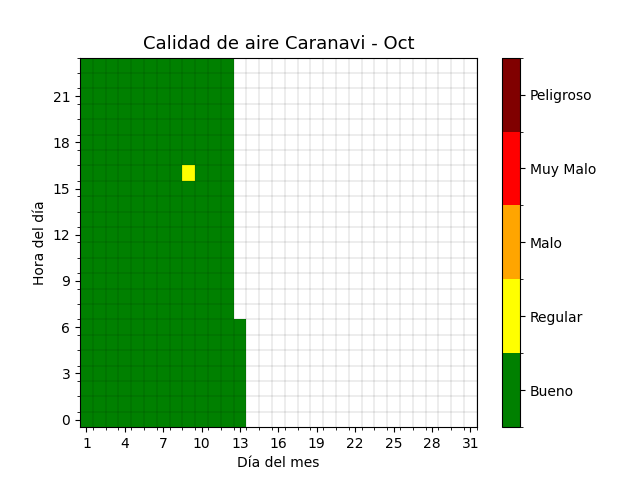 Calidad de aire Caranavi - Oct
Hora del día
21
18
15
12
9
6
3
0
1 4 7 10 13 16 19 22 25 28 31
Día del mes
Peligroso
Muy Malo
Malo
Regular
Bueno